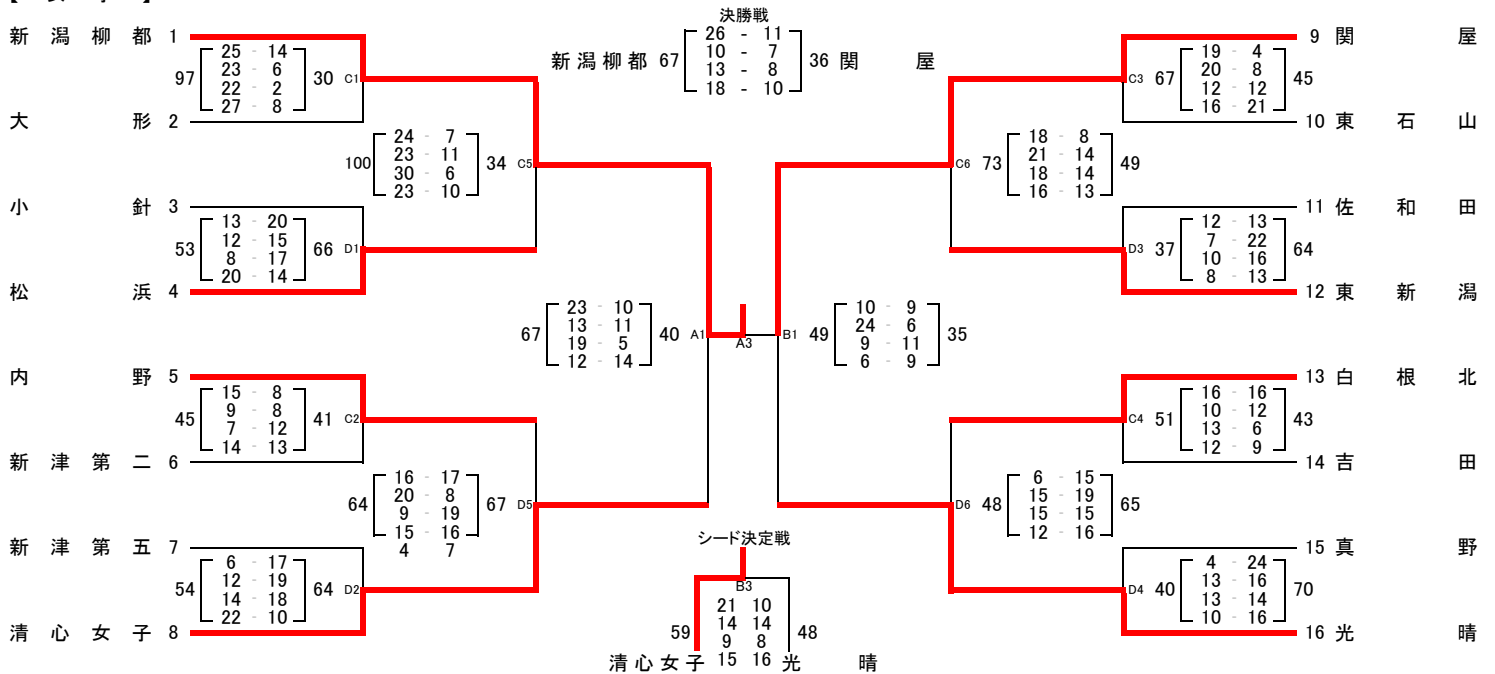 決勝戦
新潟柳都 1
25 - 14
23 - 6
22 - 2
27 - 8
97 30 C1
大形 2
24 - 7
23 - 11
30 - 6
23 - 10
100 34 C5
小針 3
13 - 20
12 - 15
8 - 17
20 - 14
53 66 D1
松浜 4
23 - 10
13 - 11
19 - 5
12 - 14
67 40 A1
内野 5
15 - 8
9 - 8
7 - 12
14 - 13
45 41 C2
新津第二 6
16 - 17
20 - 8
9 - 19
15 - 16
4 7
64 67 D5
新津第五 7
6 - 17
12 - 19
14 - 18
22 - 10
54 64 D2
清心女子 8
新潟柳都 67
26 - 11
10 - 7
13 - 8
18 - 10
36 関屋
A3
シード決定戦
B3
21 10
14 14
9 8
15 16
59 48
清心女子 光晴
9 関屋
C3 67
19 - 4
20 - 8
12 - 12
16 - 21
45
10 東石山
C6 73
18 - 8
21 - 14
18 - 14
16 - 13
49
11 佐和田
D3 37
12 - 13
7 - 22
10 - 16
8 - 13
64
12 東新潟
B1 49
10 - 9
24 - 6
9 - 11
6 - 9
35
13 白根北
C4 51
16 - 16
10 - 12
13 - 6
12 - 9
43
14 吉田
D6 48
6 - 15
15 - 19
15 - 15
12 - 16
65
15 真野
D4 40
4 - 24
13 - 16
13 - 14
10 - 16
70
16 光晴